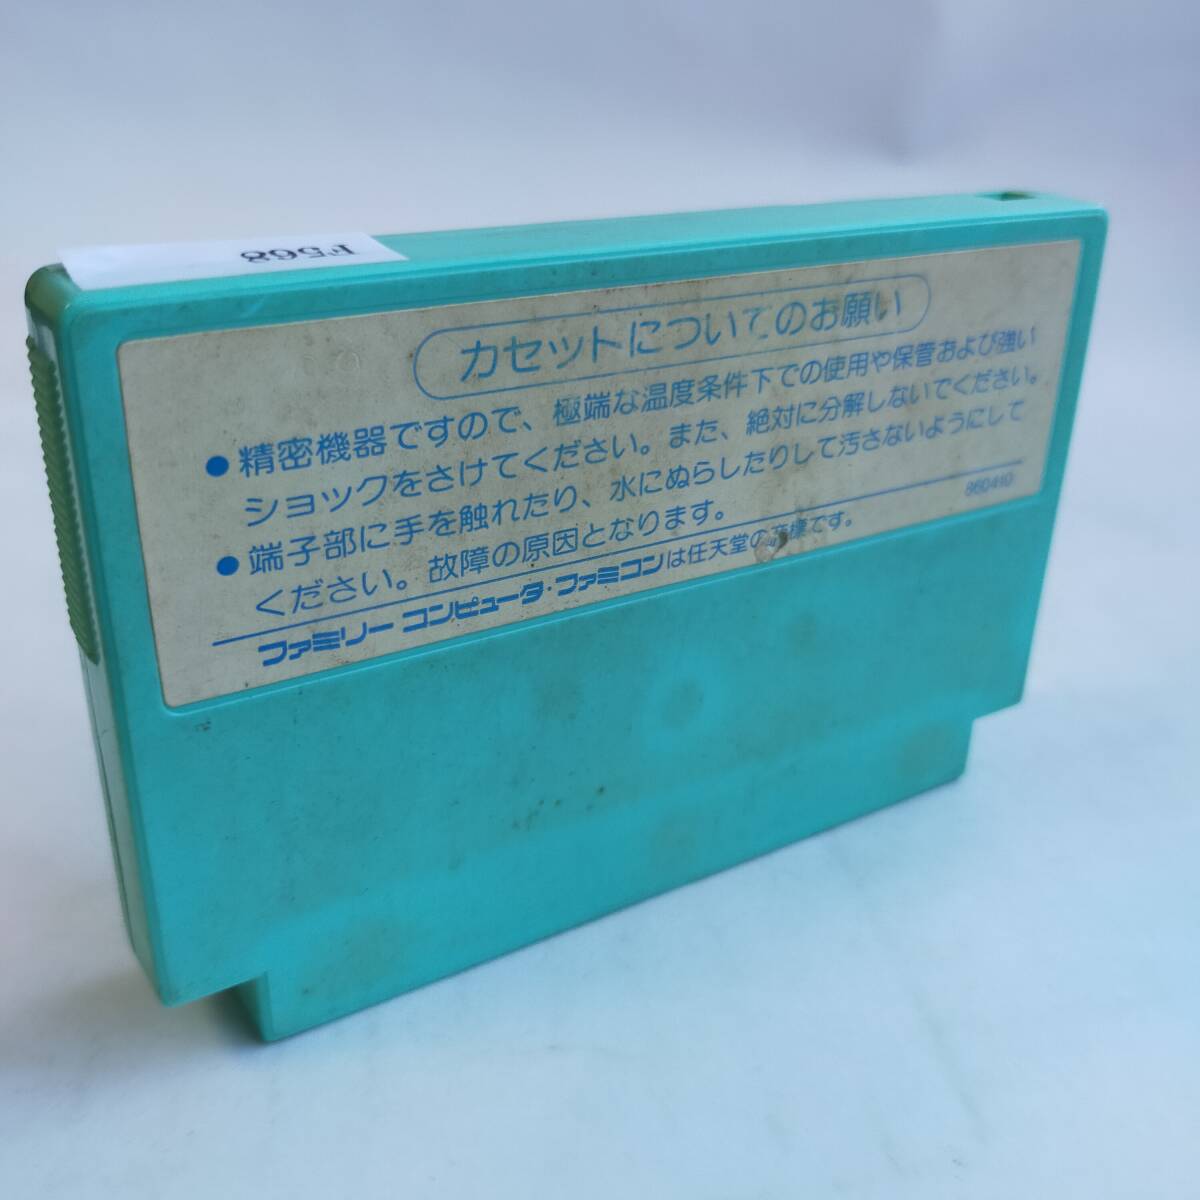 F568
カセットについてのお願い
●精密機器ですので、極端な温度条件下での使用や保管および強い
ショックをさけてください。また、絶対に分解しないでください。
●端子部に手を触れたり、水にぬらしたりして汚さないようにして
ください。故障の原因となります。
860410
ファミリーコンピュータ・ファミコンは任天堂の商標です。